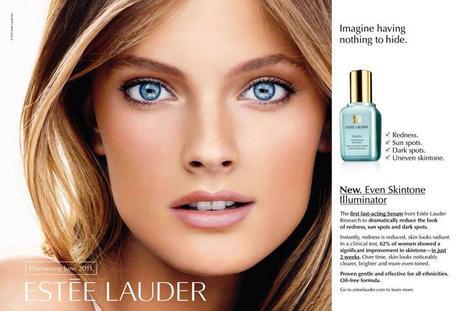 Imagine having
nothing to hide.
ESTĒE LAUDER
Idealist
✓ Redness.
✓ Sun spots.
✓ Dark spots.
✓ Uneven skintone.
New. Even Skintone
Illuminator
The first fast-acting Serum from Estée Lauder
Research to dramatically reduce the look
of redness, sun spots and dark spots.
Instantly, redness is reduced, skin looks radiant.
In a clinical test, 62% of women showed a
significant improvement in skintone—in just
2 weeks. Over time, skin looks noticeably
clearer, brighter and more even-toned.
Proven gentle and effective for all ethnicities.
Oil-free formula.
Go to esteelauder.com to learn more.
Premiering June 2011
ESTĒE LAUDER